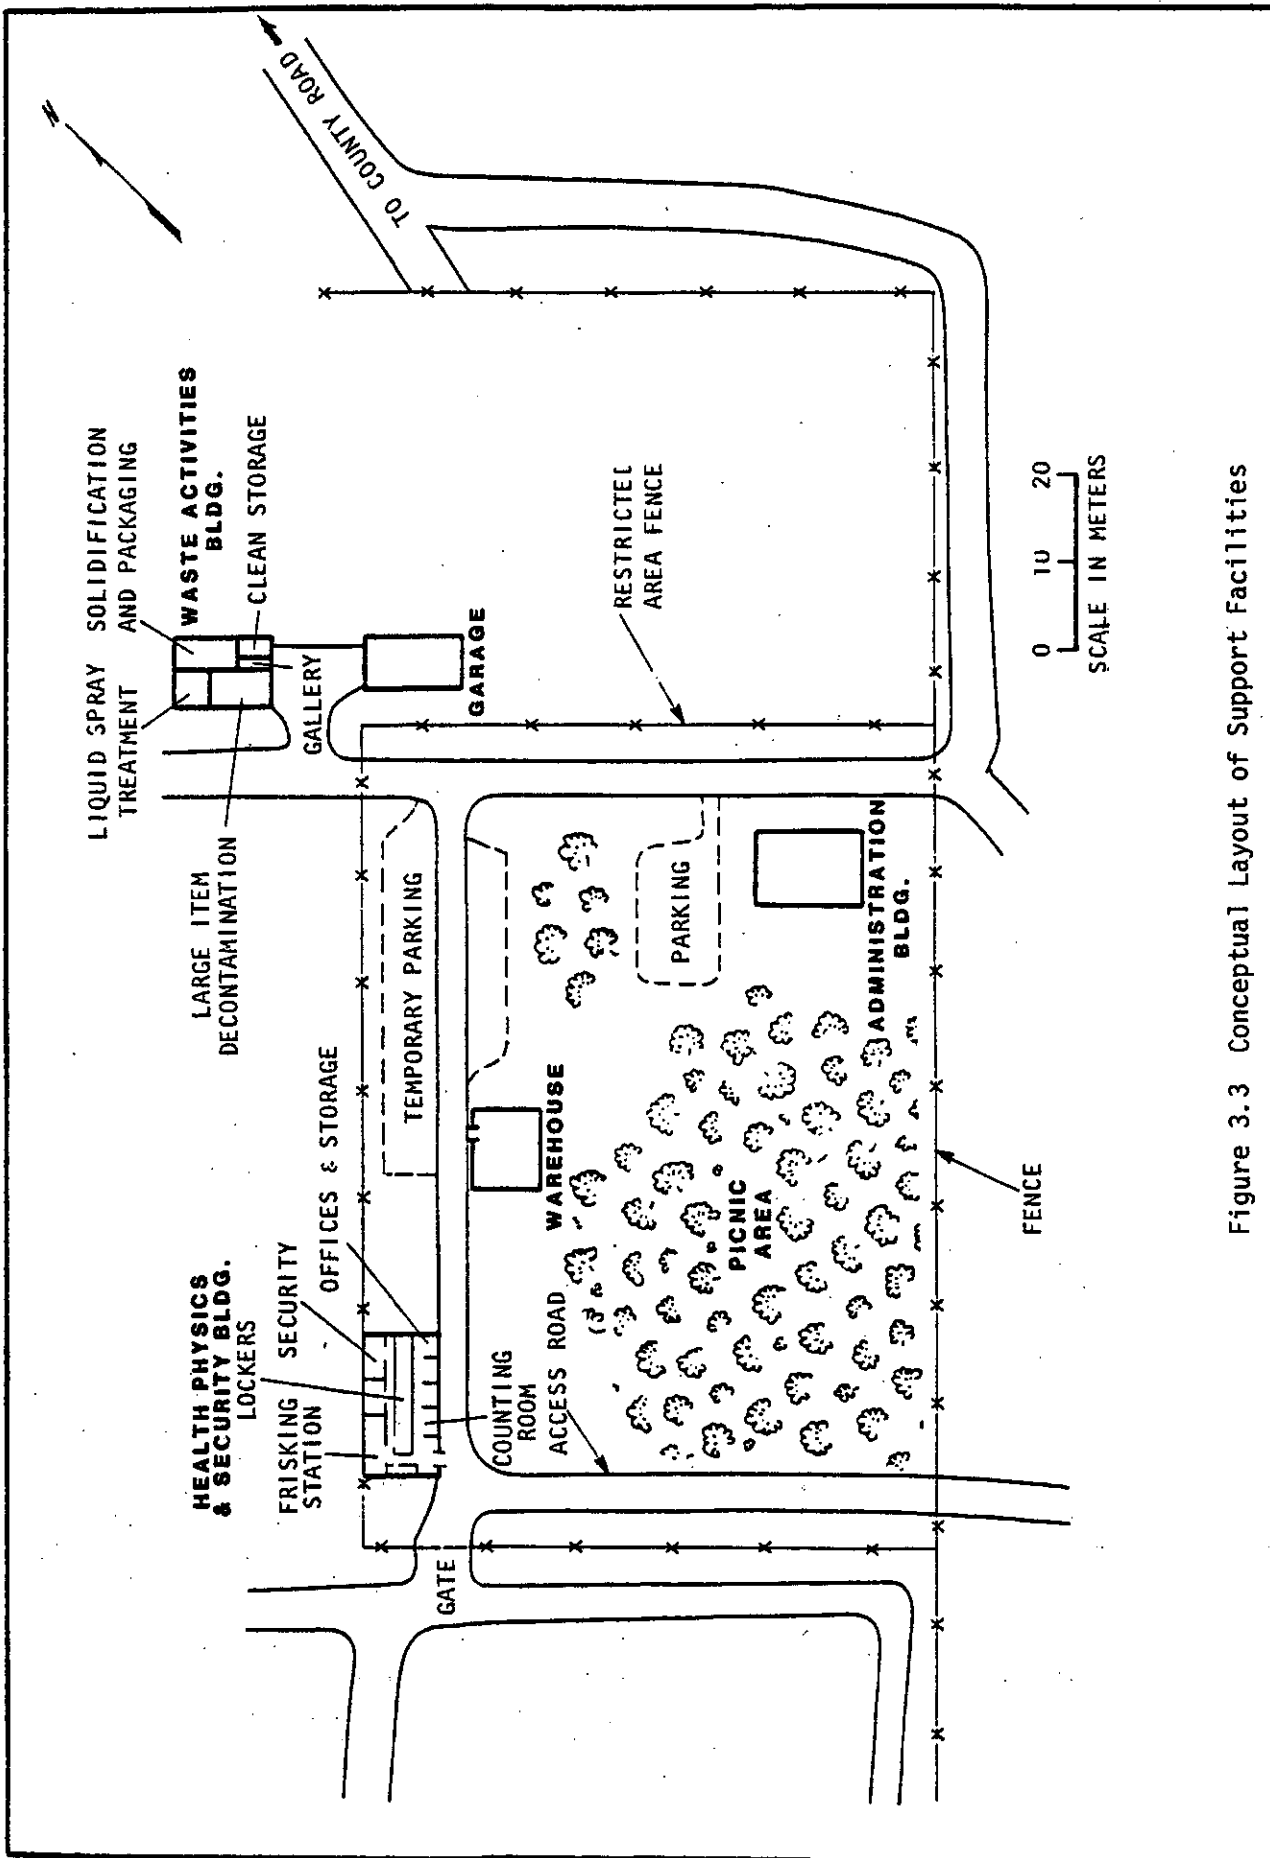 N
TO COUNTY ROAD
LIQUID SPRAY
TREATMENT
SOLIDIFICATION
AND PACKAGING
WASTE ACTIVITIES
BLDG.
CLEAN STORAGE
LARGE ITEM
DECONTAMINATION
GALLERY
GARAGE
HEALTH PHYSICS
& SECURITY BLDG.
LOCKERS
FRISKING
STATION
SECURITY
OFFICES & STORAGE
TEMPORARY PARKING
RESTRICTED
AREA FENCE
GATE
COUNTING
ROOM
ACCESS ROAD
WAREHOUSE
PARKING
PICNIC
AREA
ADMINISTRATION
BLDG.
FENCE
0 10 20
SCALE IN METERS
Figure 3.3 Conceptual Layout of Support Facilities